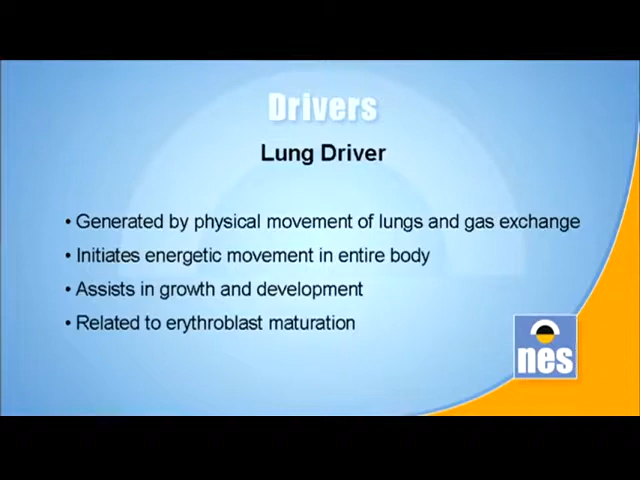 Drivers
Lung Driver
• Generated by physical movement of lungs and gas exchange
• Initiates energetic movement in entire body
• Assists in growth and development
• Related to erythroblast maturation
nes